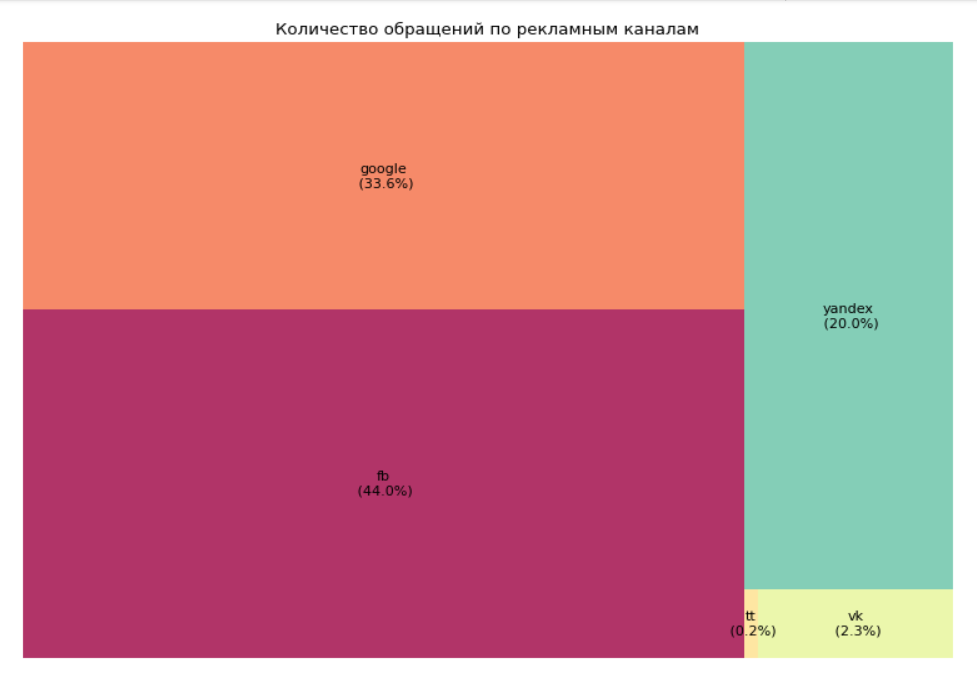 Количество обращений по рекламным каналам
google
(33.6%)
yandex
(20.0%)
fb
(44.0%)
tt
(0.2%)
vk
(2.3%)